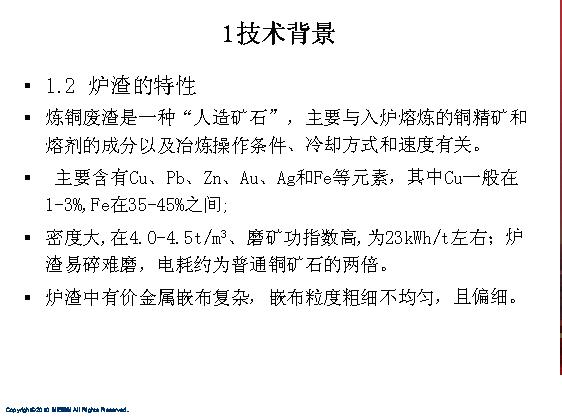 1技术背景
1.2 炉渣的特性
炼铜废渣是一种“人造矿石”，主要与入炉熔炼的铜精矿和
熔剂的成分以及冶炼操作条件、冷却方式和速度有关。
主要含有Cu、Pb、Zn、Au、Ag和Fe等元素，其中Cu一般在
1-3%,Fe在35-45%之间;
密度大,在4.0-4.5t/m³、磨矿功指数高,为23kWh/t左右；炉
渣易碎难磨，电耗约为普通铜矿石的两倍。
炉渣中有价金属嵌布复杂，嵌布粒度粗细不均匀，且偏细。
All Rights Reserved.